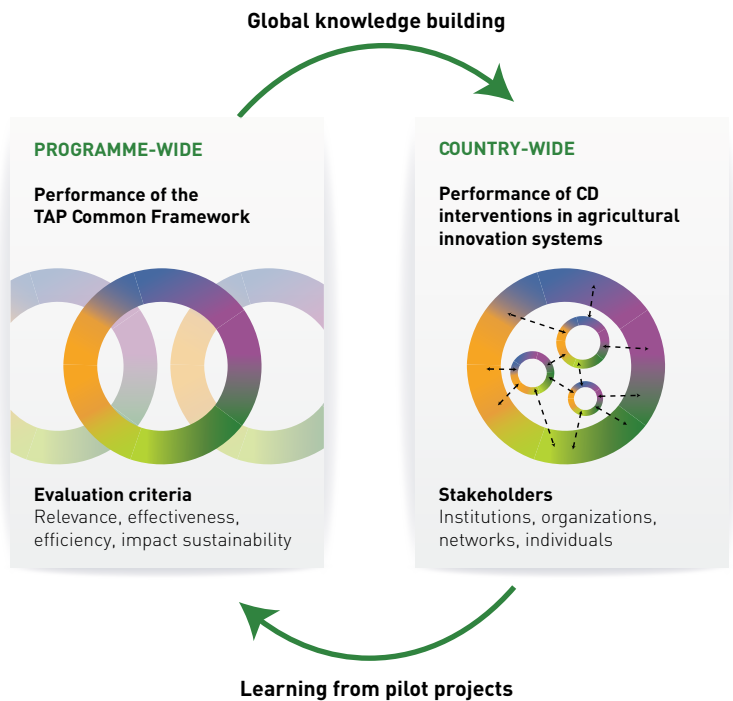 Global knowledge building
PROGRAMME-WIDE
Performance of the
TAP Common Framework
Evaluation criteria
Relevance, effectiveness,
efficiency, impact sustainability
COUNTRY-WIDE
Performance of CD
interventions in agricultural
innovation systems
Stakeholders
Institutions, organizations,
networks, individuals
Learning from pilot projects